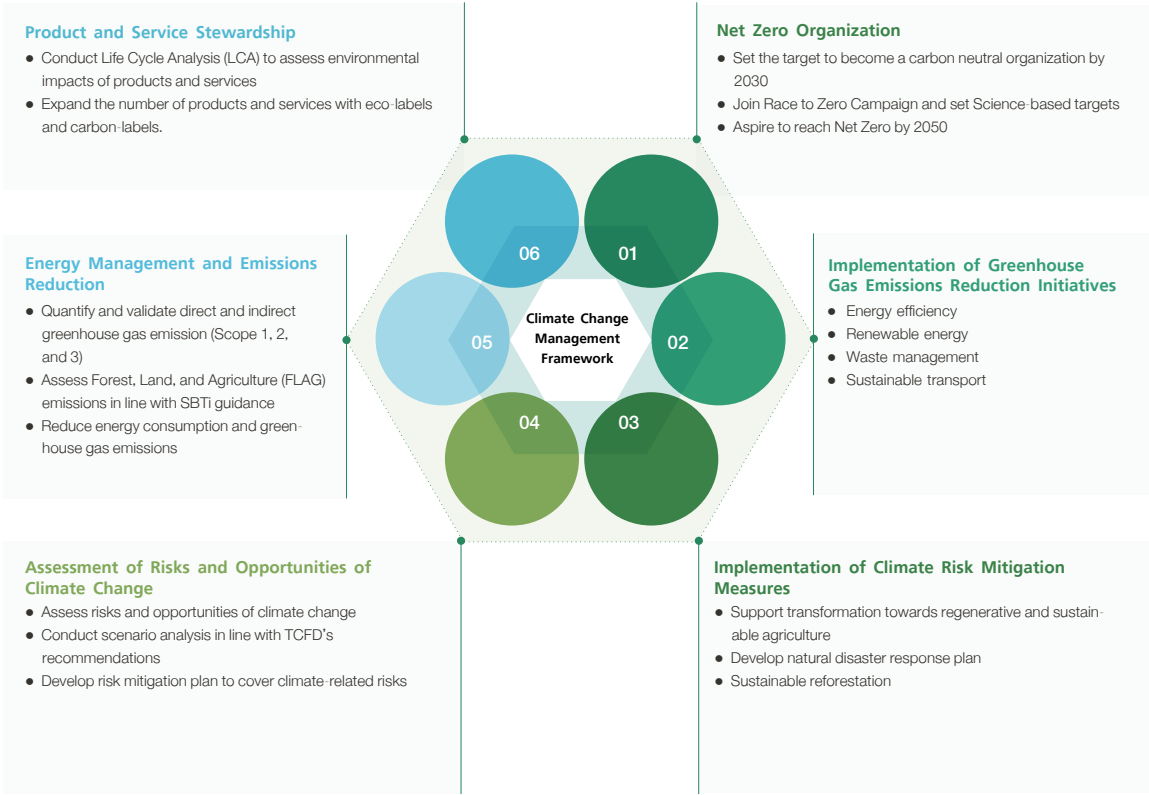 Product and Service Stewardship
● Conduct Life Cycle Analysis (LCA) to assess environmental
impacts of products and services
● Expand the number of products and services with eco-labels
and carbon-labels.
Net Zero Organization
● Set the target to become a carbon neutral organization by
2030
● Join Race to Zero Campaign and set Science-based targets
● Aspire to reach Net Zero by 2050
Energy Management and Emissions
Reduction
● Quantify and validate direct and indirect
greenhouse gas emission (Scope 1, 2,
and 3)
● Assess Forest, Land, and Agriculture (FLAG)
emissions in line with SBTi guidance
● Reduce energy consumption and green-
house gas emissions
06
01
05
Climate Change
Management
Framework
02
04
03
Implementation of Greenhouse
Gas Emissions Reduction Initiatives
● Energy efficiency
● Renewable energy
● Waste management
● Sustainable transport
Assessment of Risks and Opportunities of
Climate Change
● Assess risks and opportunities of climate change
● Conduct scenario analysis in line with TCFD's
recommendations
● Develop risk mitigation plan to cover climate-related risks
Implementation of Climate Risk Mitigation
Measures
● Support transformation towards regenerative and sustain-
able agriculture
● Develop natural disaster response plan
● Sustainable reforestation